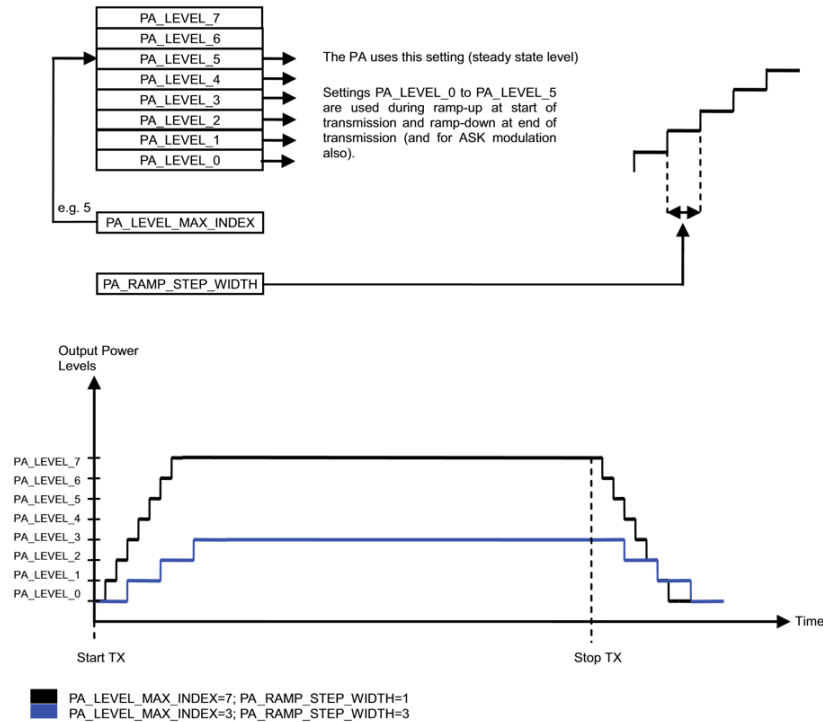 PA_LEVEL_7
PA_LEVEL_6
PA_LEVEL_5
PA_LEVEL_4
PA_LEVEL_3
PA_LEVEL_2
PA_LEVEL_1
PA_LEVEL_0
The PA uses this setting (steady state level)
Settings PA_LEVEL_0 to PA_LEVEL_5
are used during ramp-up at start of
transmission and ramp-down at end of
transmission (and for ASK modulation
also).
e.g. 5
PA_LEVEL_MAX_INDEX
PA_RAMP_STEP_WIDTH
Output Power
Levels
PA_LEVEL_7
PA_LEVEL_6
PA_LEVEL_5
PA_LEVEL_4
PA_LEVEL_3
PA_LEVEL_2
PA_LEVEL_1
PA_LEVEL_0
Time
Start TX
Stop TX
PA_LEVEL_MAX_INDEX=7; PA_RAMP_STEP_WIDTH=1
PA_LEVEL_MAX_INDEX=3; PA_RAMP_STEP_WIDTH=3